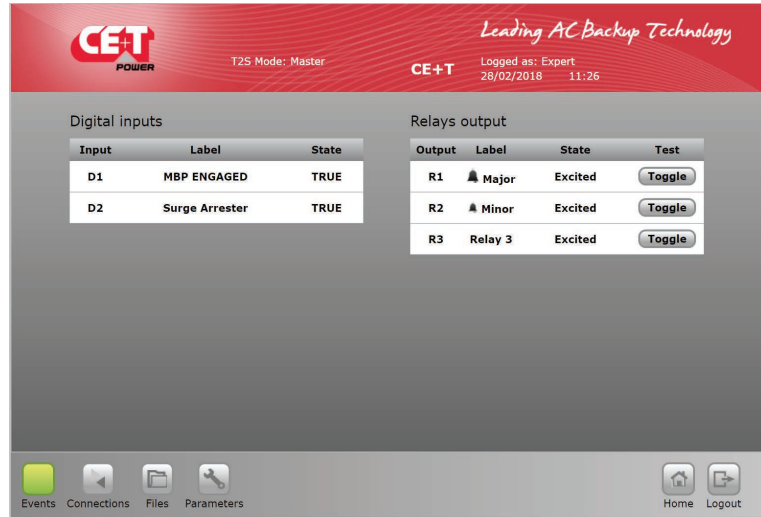 CE+T
POWER
Leading AC Backup Technology
T2S Mode: Master
CE+T
Logged as: Expert
28/02/2018 11:26
Digital inputs
Input Label State
D1 MBP ENGAGED TRUE
D2 Surge Arrester TRUE
Relays output
Output Label State Test
R1 Major Excited Toggle
R2 Minor Excited Toggle
R3 Relay 3 Excited Toggle
Events Connections Files Parameters Home Logout